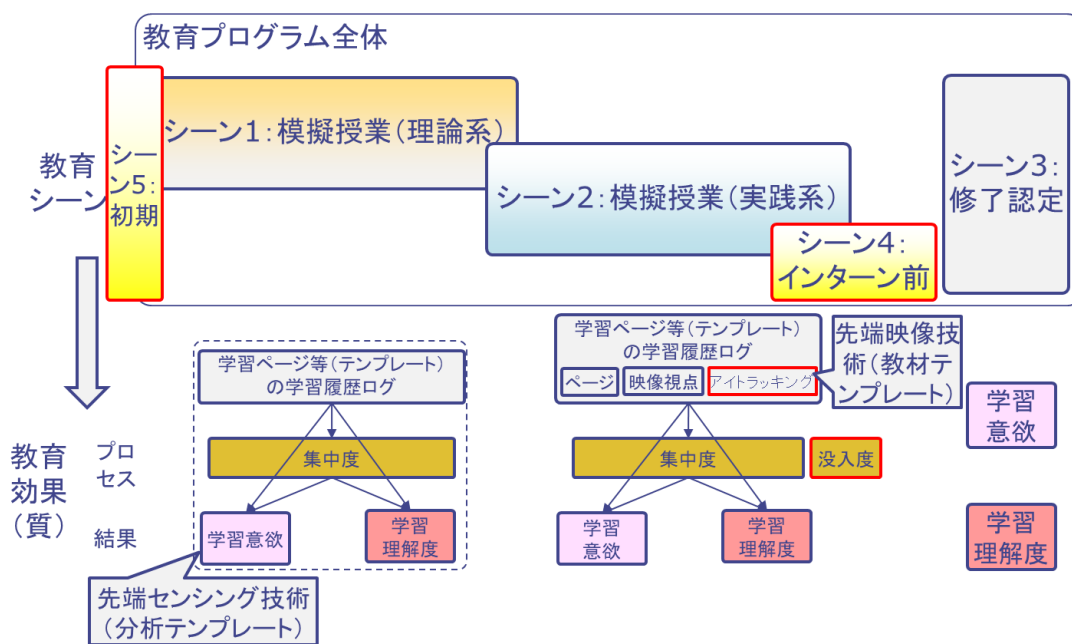 教育プログラム全体
教育
シーン
シー
ン5:
初期
シーン1:模擬授業(理論系)
シーン2:模擬授業(実践系)
シーン4:
インターン前
シーン3:
修了認定
学習ページ等(テンプレート)
の学習履歴ログ
学習ページ等(テンプレート)
の学習履歴ログ
ページ
映像視点
アイトラッキング
先端映像技
術(教材テ
ンプレート)
教育
効果
(質)
プロ
セス
集中度
集中度
没入度
学習
意欲
結果
学習意欲
学習
理解度
学習
意欲
学習
理解度
学習
理解度
先端センシング技術
(分析テンプレート)